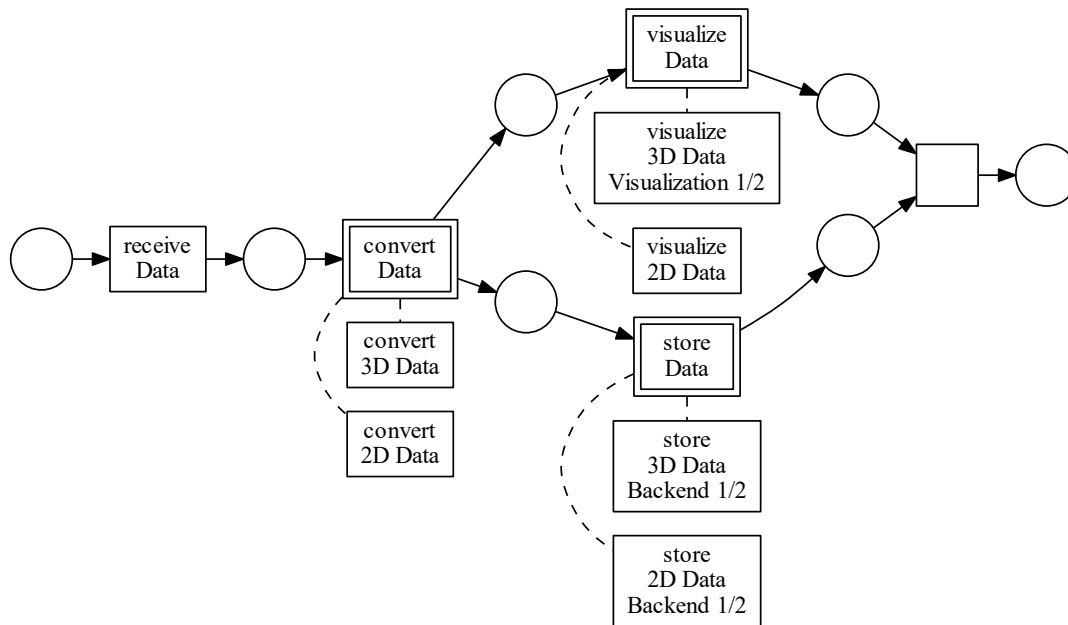 visualize
Data
visualize
3D Data
Visualization 1/2
visualize
2D Data
receive
Data
convert
Data
convert
3D Data
convert
2D Data
store
Data
store
3D Data
Backend 1/2
store
2D Data
Backend 1/2